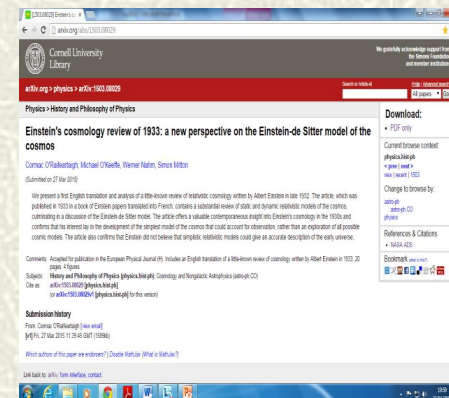 [1503.08029] Einstein's co
arxiv.org/abs/1503.08029
Cornell University
Library
We gratefully acknowledge support from
the Simons Foundation
and member institutions
arXiv.org > physics > arXiv:1503.08029
Search or Article-id
(Help | Advanced search)
All papers
Go!
Physics > History and Philosophy of Physics
Einstein's cosmology review of 1933: a new perspective on the Einstein-de Sitter model of the
cosmos
Cormac O'Raifeartaigh, Michael O'Keeffe, Werner Nahm, Simon Mitton
(Submitted on 27 Mar 2015)
We present a first English translation and analysis of a little-known review of relativistic cosmology written by Albert Einstein in late 1932. The article, which was
published in 1933 in a book of Einstein papers translated into French, contains a substantial review of static and dynamic relativistic models of the cosmos,
culminating in a discussion of the Einstein-de Sitter model. The article offers a valuable contemporaneous insight into Einstein's cosmology in the 1930s and
confirms that his interest lay in the development of the simplest model of the cosmos that could account for observation, rather than an exploration of all possible
cosmic models. The article also confirms that Einstein did not believe that simplistic relativistic models could give an accurate description of the early universe.
Comments: Accepted for publication in the European Physical Journal (H). Includes an English translation of a little-known review of relativistic cosmology written by Albert Einstein in 1933. 20
pages, 4 figures
Subjects: History and Philosophy of Physics (physics.hist-ph); Cosmology and Nongalactic Astrophysics (astro-ph.CO)
Cite as: arXiv:1503.08029 [physics.hist-ph]
(or arXiv:1503.08029v1 [physics.hist-ph] for this version)
Submission history
From: Cormac O'Raifeartaigh [view email]
[v1] Fri, 27 Mar 2015 11:39:45 GMT (1589kb)
Which authors of this paper are endorsers? | Disable MathJax (What is MathJax?)
Link back to: arXiv, form interface, contact.
Download:
PDF only
Current browse context:
physics.hist-ph
< prev | next >
new | recent | 1503
Change to browse by:
astro-ph
astro-ph.CO
physics
References & Citations
NASA ADS
Bookmark (what is this?)
19:59